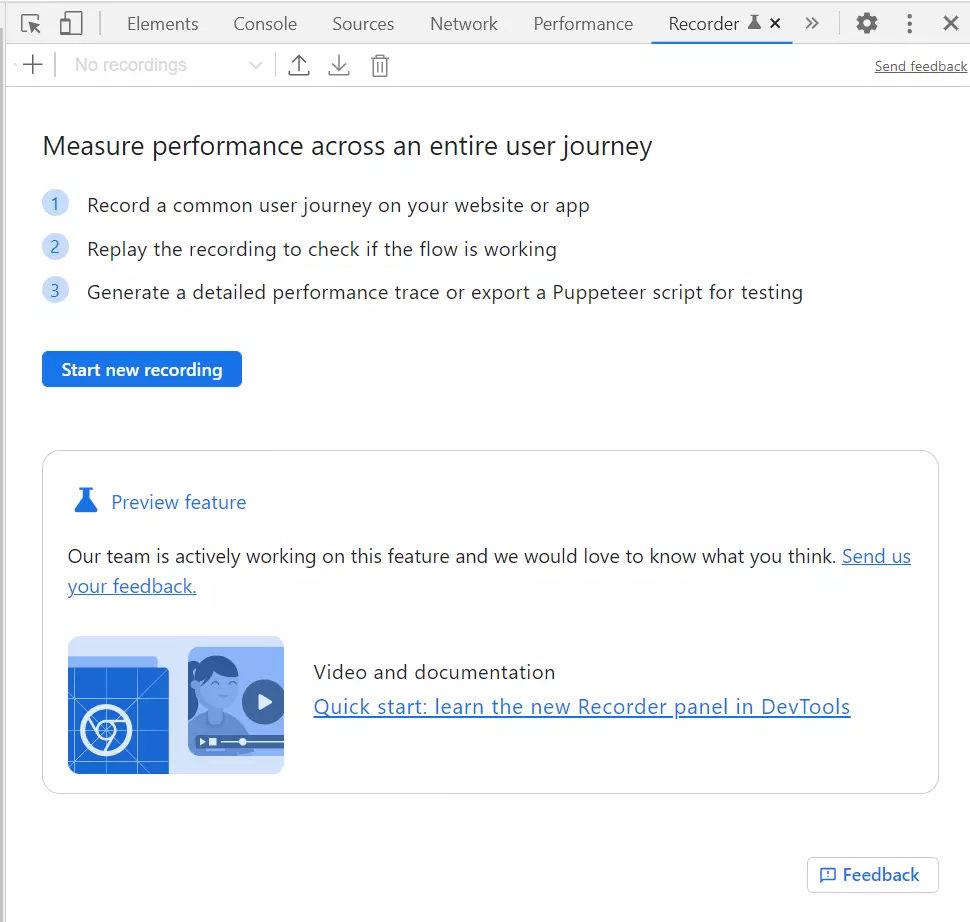 Elements Console Sources Network Performance Recorder
No recordings Send feedback
Measure performance across an entire user journey
1 Record a common user journey on your website or app
2 Replay the recording to check if the flow is working
3 Generate a detailed performance trace or export a Puppeteer script for testing
Start new recording
Preview feature
Our team is actively working on this feature and we would love to know what you think. Send us
your feedback.
Video and documentation
Quick start: learn the new Recorder panel in DevTools
Feedback